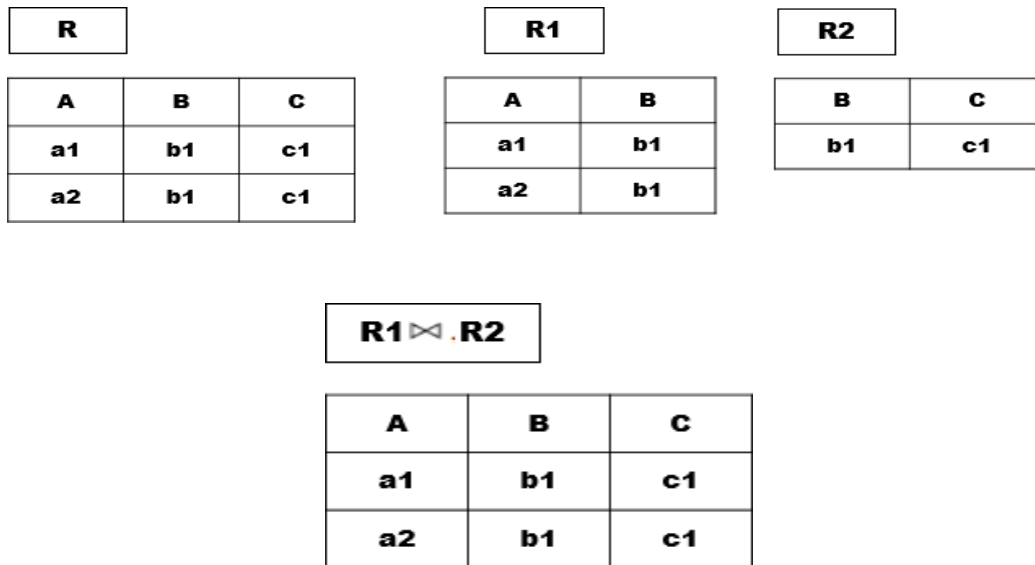 R R1 R2
A B C A B B C
a1 b1 c1 a1 b1 b1 c1
a2 b1 c1 a2 b1
R1⋈ .R2
A B C
a1 b1 c1
a2 b1 c1